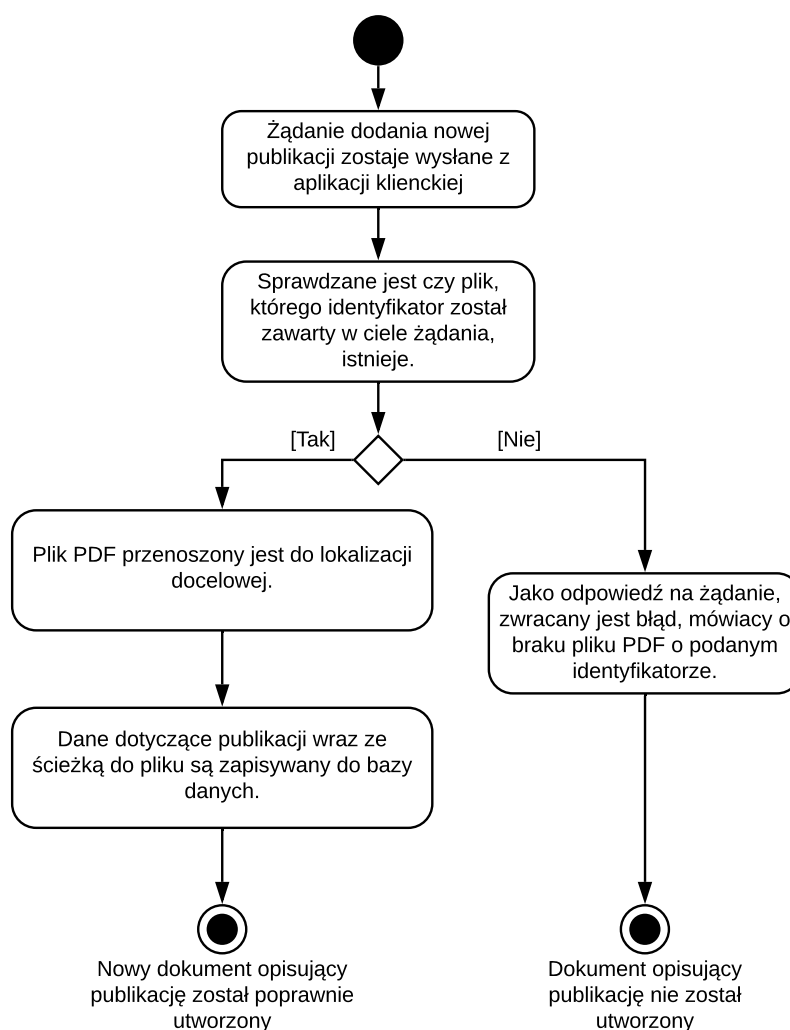 Żądanie dodania nowej
publikacji zostaje wysłane z
aplikacji klienckiej
Sprawdzane jest czy plik,
którego identyfikator został
zawarty w ciele żądania,
istnieje.
[Tak]
[Nie]
Plik PDF przenoszony jest do lokalizacji
docelowej.
Jako odpowiedź na żądanie,
zwracany jest błąd, mówiacy o
braku pliku PDF o podanym
identyfikatorze.
Dane dotyczące publikacji wraz ze
ścieżką do pliku są zapisywany do bazy
danych.
Nowy dokument opisujący
publikację został poprawnie
utworzony
Dokument opisujący
publikację nie został
utworzony